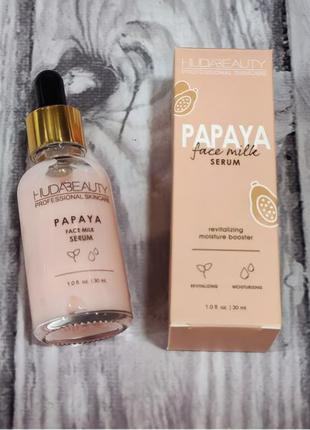 HUDABEAUTY
PROFESSIONAL SKINCARE
PAPAYA
FACE MILK
SERUM
1.0 fl. oz. | 30 ml
HUDABEAUTY
PROFESSIONAL SKINCARE
PAPAYA
face milk
SERUM
revitalizing
moisture booster
REVITALIZING MOISTURISING
1.0 fl. oz. | 30 ml